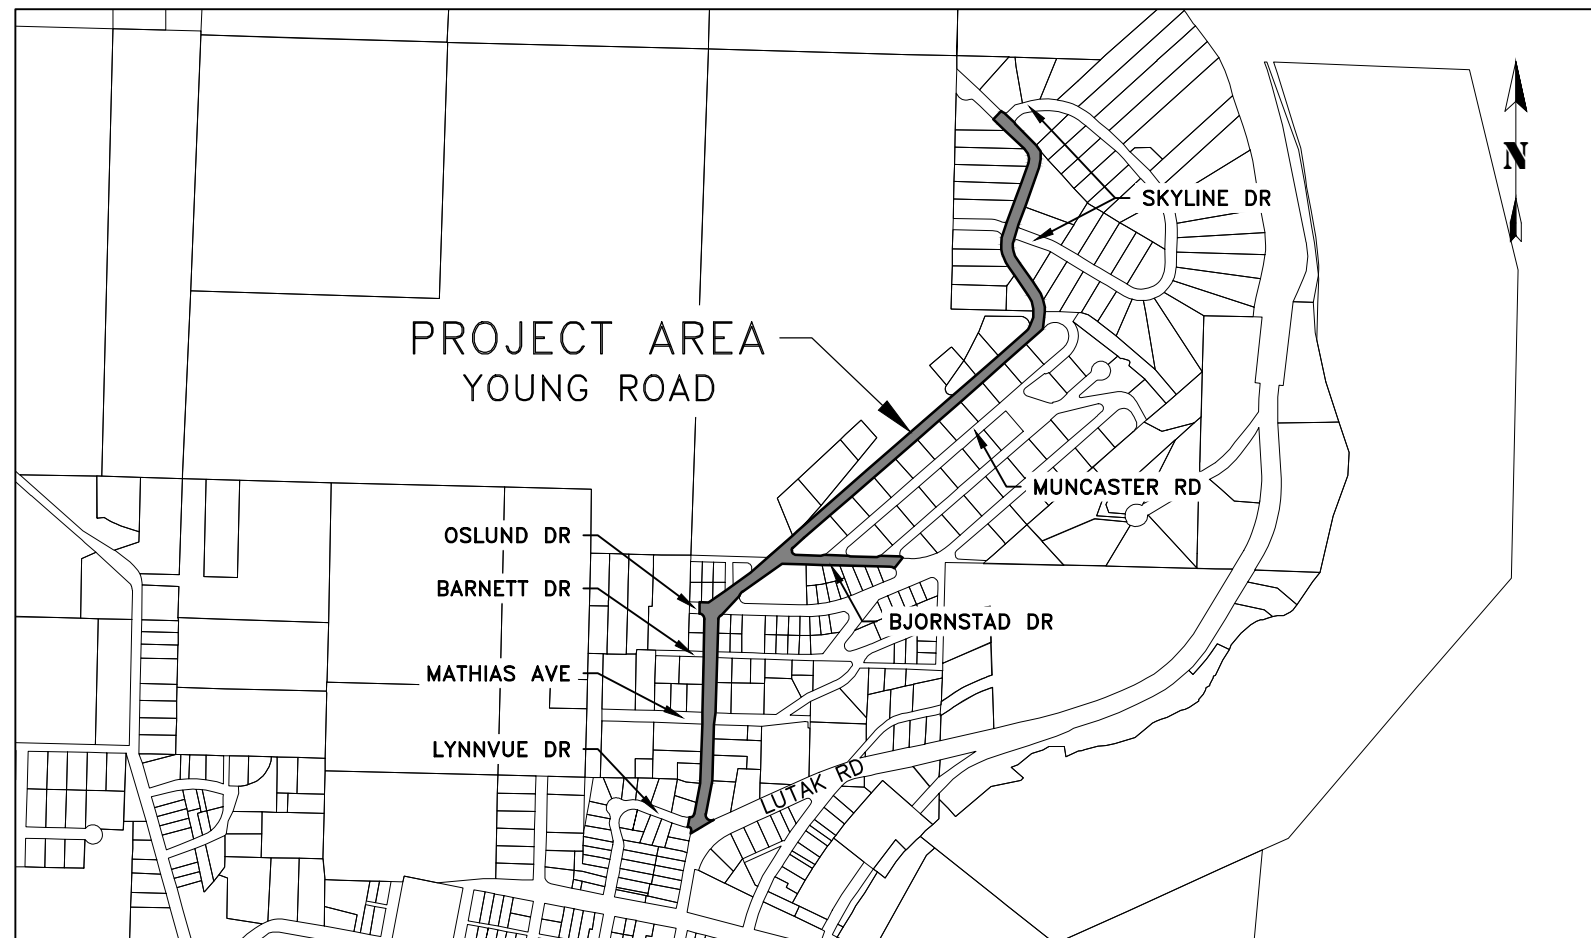 N
SKYLINE DR
PROJECT AREA
YOUNG ROAD
MUNCASTER RD
OSLUND DR
BARNETT DR
BJORNSTAD DR
MATHIAS AVE
LYNNVUE DR
LUTAK RD